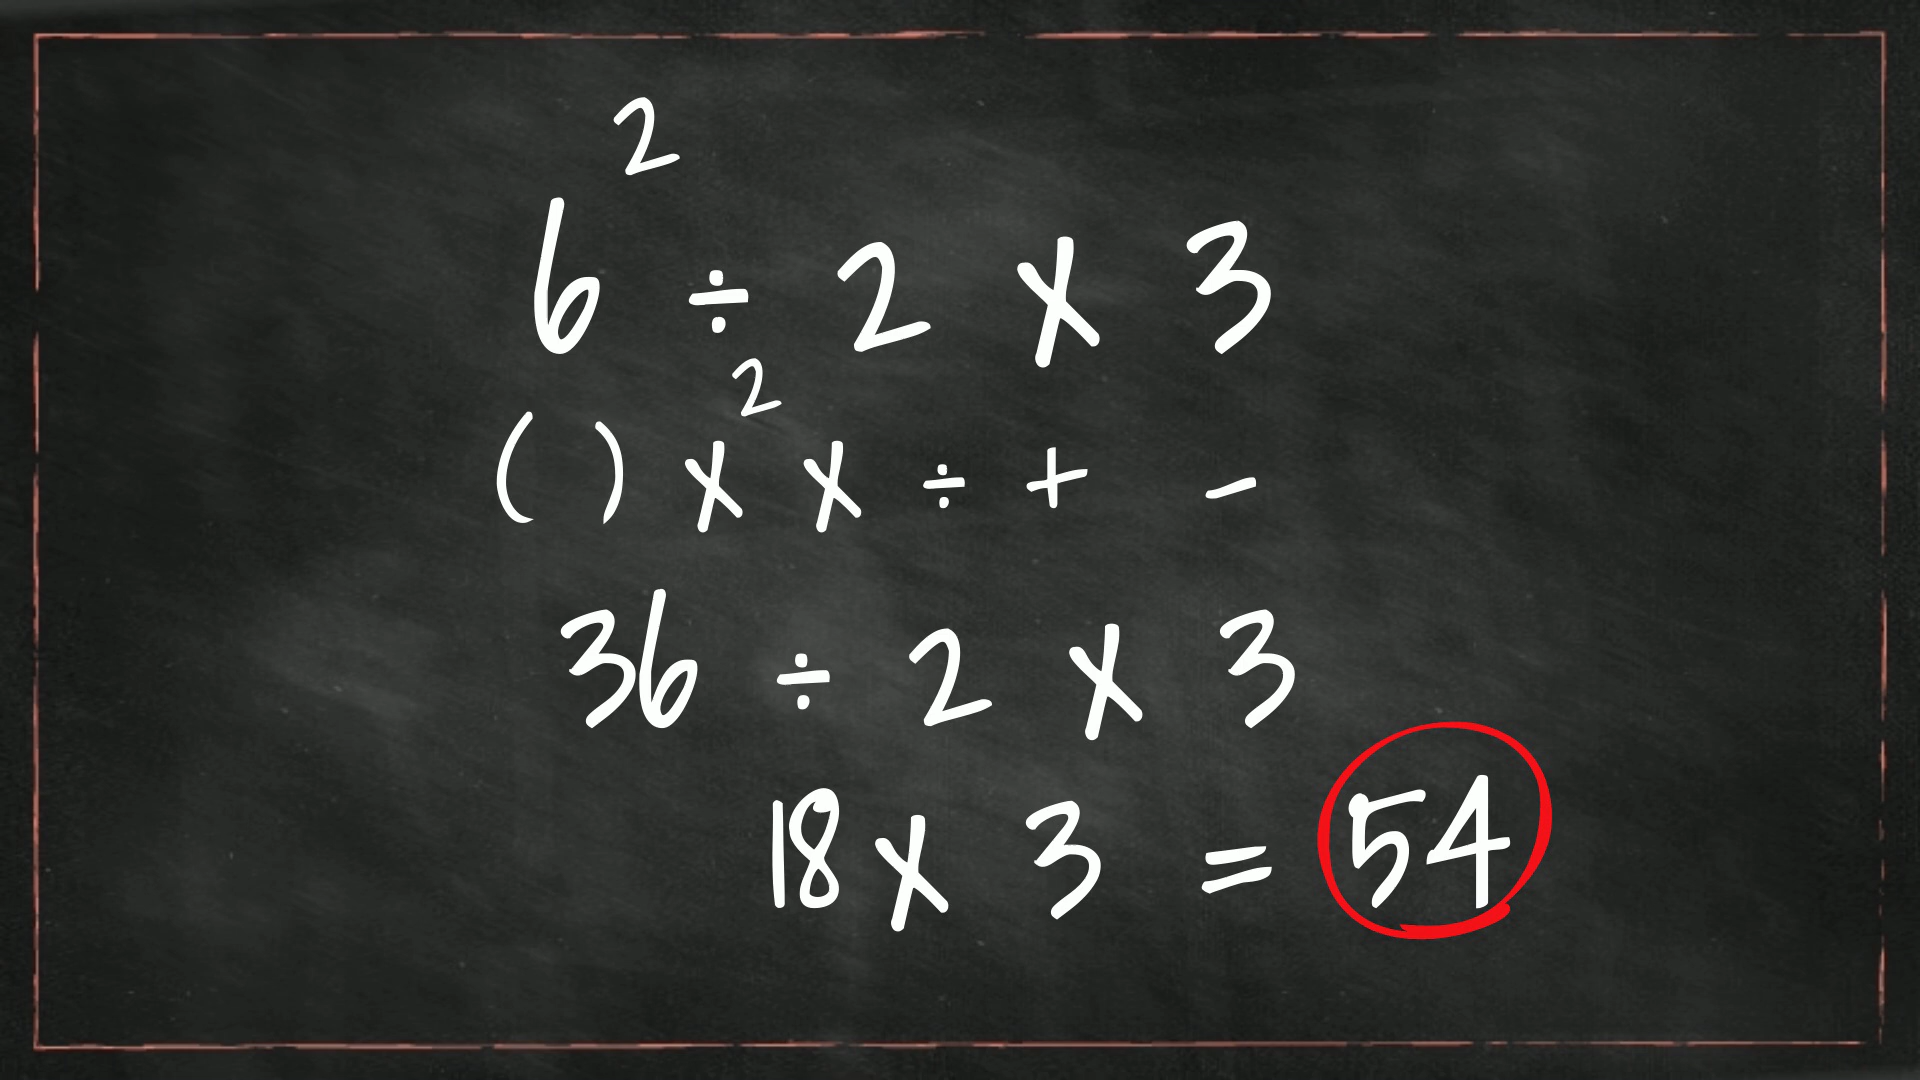 6² ÷ 2 X 3
( ) X² X ÷ + -
36 ÷ 2 X 3
18 X 3 = 54